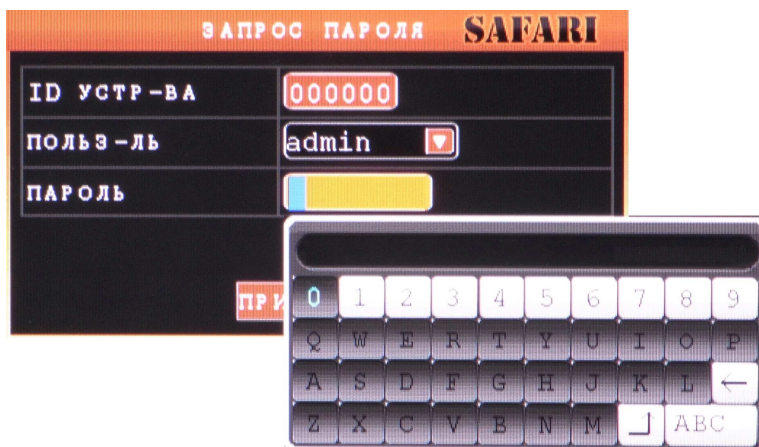 ЗАПРОС ПАРОЛЯ SAFARI
ID УСТР-ВА 000000
ПОЛЬЗ-ЛЬ admin
ПАРОЛЬ
ПРИ
0 1 2 3 4 5 6 7 8 9
Q W E R T Y U I O P
A S D F G H J K L ←
Z X C V B N M ABC